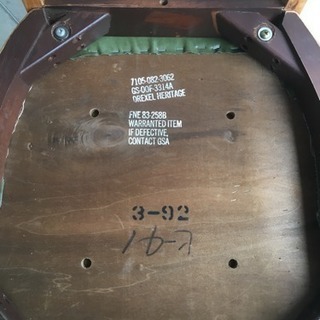 7105-082-3062
GS-00F-3314A
DREXEL HERITAGE
FNE 83-258B
WARRANTED ITEM
IF DEFECTIVE,
CONTACT GSA
3-92